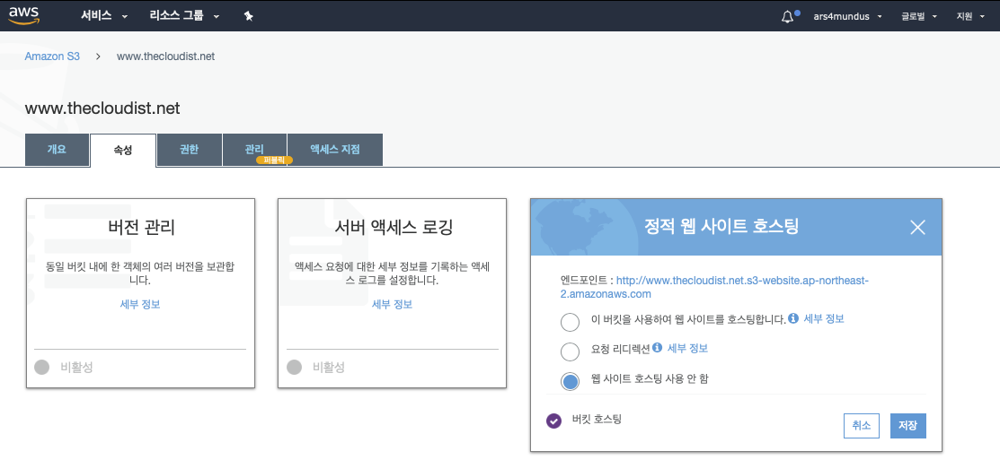 aws 서비스 리소스 그룹 ars4mundus 글로벌 지원
Amazon S3 > www.thecloudist.net
www.thecloudist.net
개요 속성 권한 관리 액세스 지점
퍼블릭
버전 관리
동일 버킷 내에 한 객체의 여러 버전을 보관합
니다.
세부 정보
비활성
서버 액세스 로깅
액세스 요청에 대한 세부 정보를 기록하는 액세
스 로그를 설정합니다.
세부 정보
비활성
정적 웹 사이트 호스팅
엔드포인트 : http://www.thecloudist.net.s3-website.ap-northeast-
2.amazonaws.com
이 버킷을 사용하여 웹 사이트를 호스팅합니다. 세부 정보
요청 리디렉션 세부 정보
웹 사이트 호스팅 사용 안 함
버킷 호스팅
취소 저장